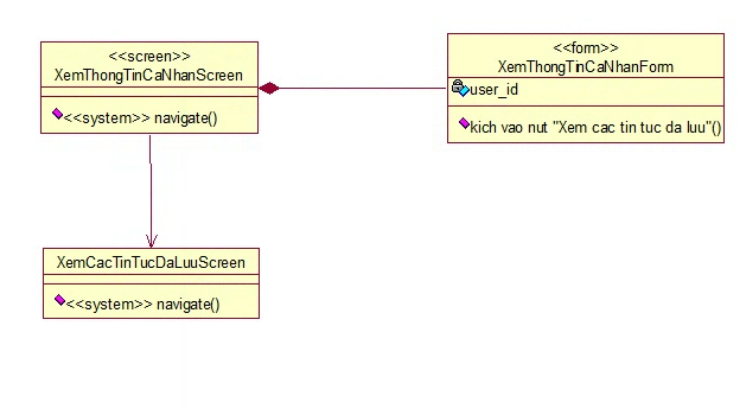 <<screen>>
XemThongTinCaNhanScreen
<<system>> navigate()
<<form>>
XemThongTinCaNhanForm
user_id
kich vao nut "Xem cac tin tuc da luu"()
XemCacTinTucDaLuuScreen
<<system>> navigate()